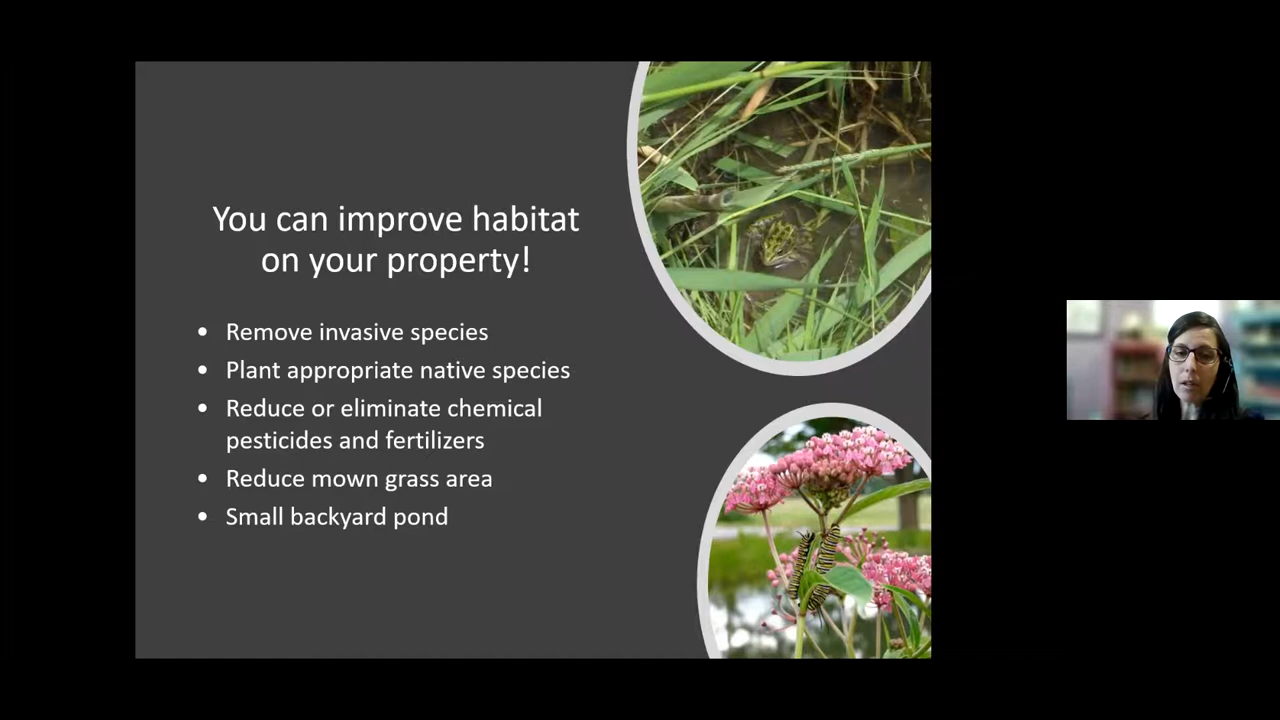 You can improve habitat
on your property!
• Remove invasive species
• Plant appropriate native species
• Reduce or eliminate chemical
pesticides and fertilizers
• Reduce mown grass area
• Small backyard pond